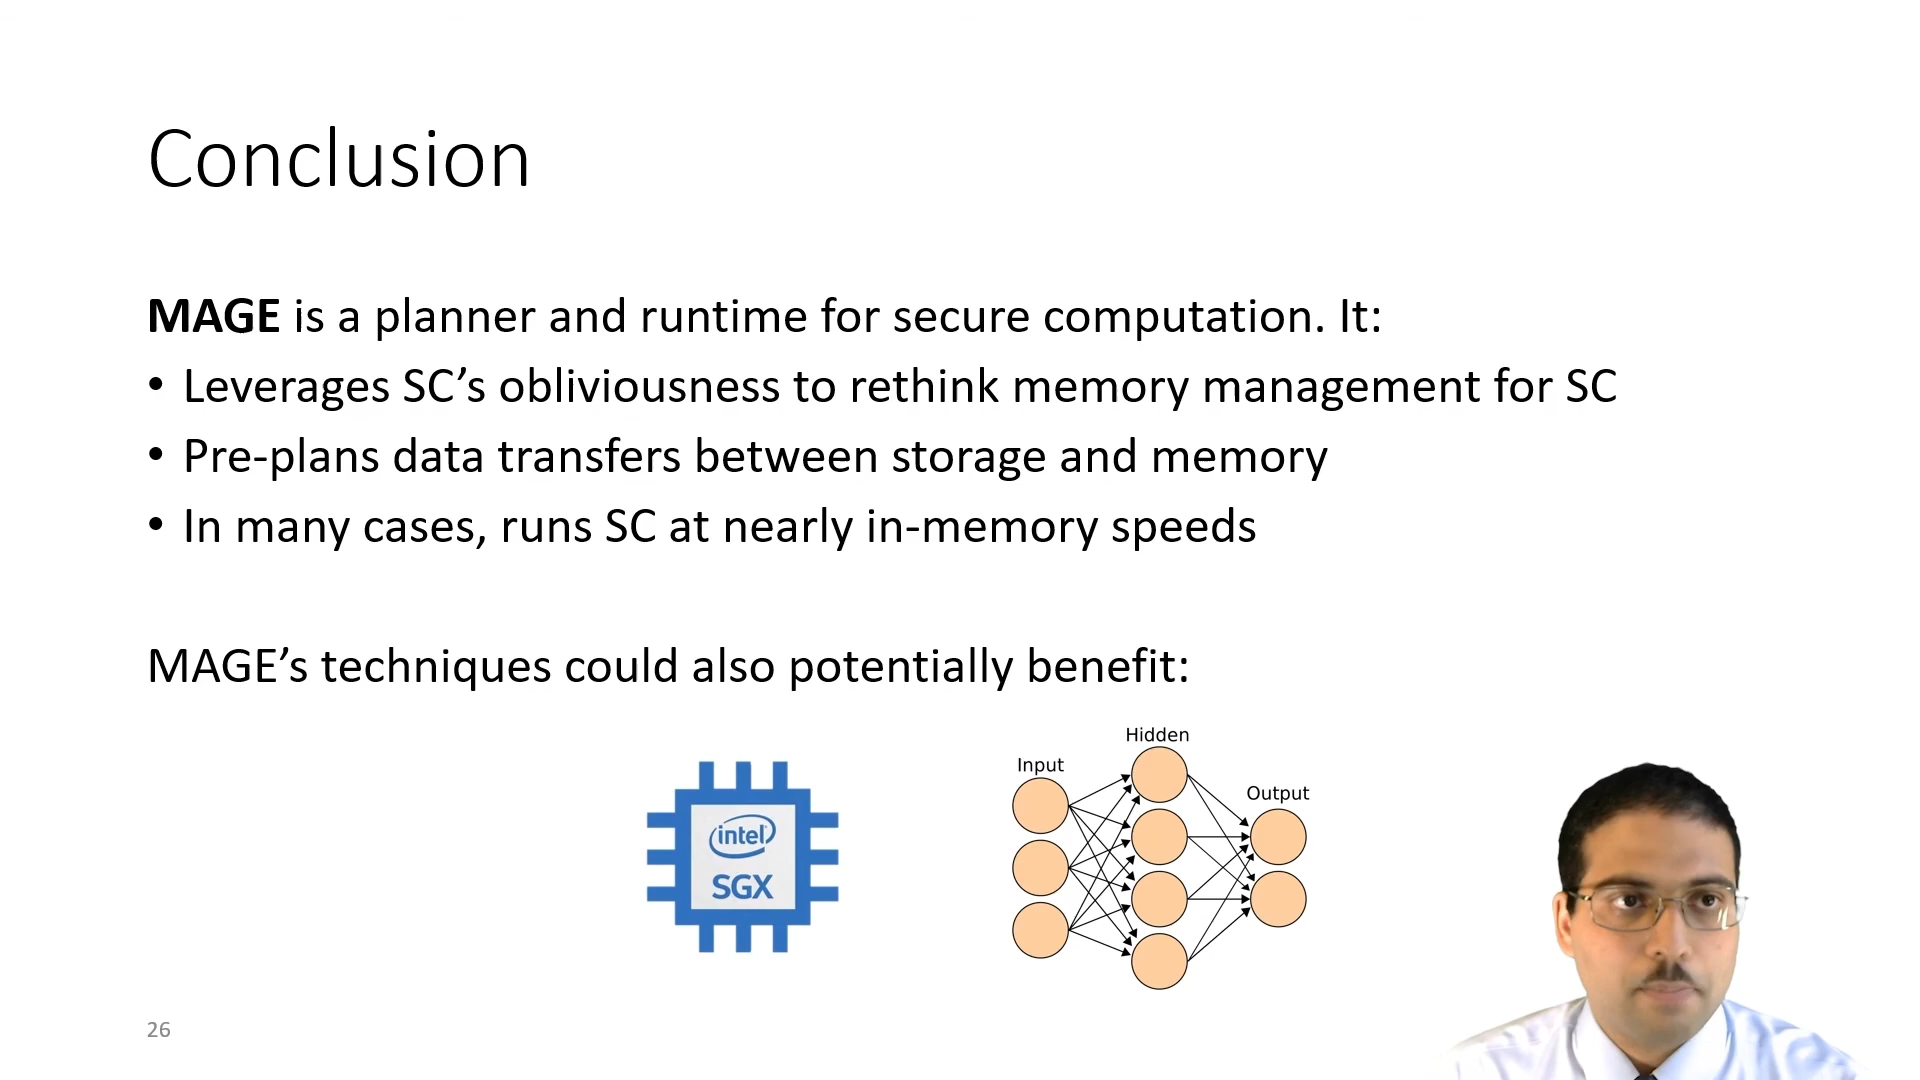 Conclusion
MAGE is a planner and runtime for secure computation. It:
• Leverages SC’s obliviousness to rethink memory management for SC
• Pre-plans data transfers between storage and memory
• In many cases, runs SC at nearly in-memory speeds
MAGE’s techniques could also potentially benefit:
intel
SGX
Hidden
Input
Output
26